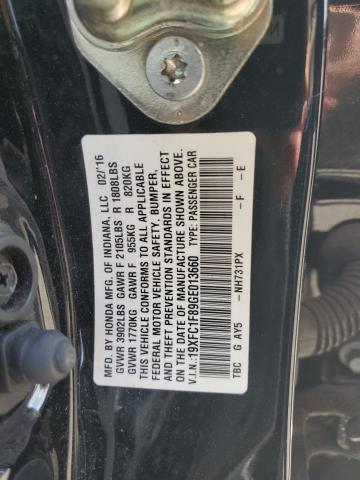 MFD. BY HONDA MFG. OF INDIANA, LLC 02/'16
GVWR 3902LBS GAWR F 2105LBS R 1808LBS
GVWR 1770KG GAWR F 955KG R 820KG
THIS VEHICLE CONFORMS TO ALL APPLICABLE
FEDERAL MOTOR VEHICLE SAFETY, BUMPER,
AND THEFT PREVENTION STANDARDS IN EFFECT
ON THE DATE OF MANUFACTURE SHOWN ABOVE.
V.I.N.:19XFC1F89GE013660 TYPE: PASSENGER CAR
TBC G AV5 -NH731PX -F -E